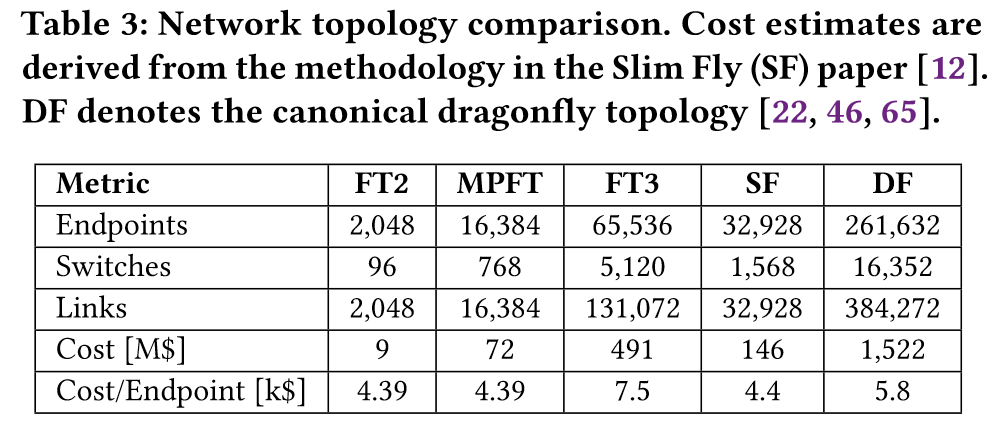 Table 3: Network topology comparison. Cost estimates are
derived from the methodology in the Slim Fly (SF) paper [12].
DF denotes the canonical dragonfly topology [22, 46, 65].
Metric FT2 MPFT FT3 SF DF
Endpoints 2,048 16,384 65,536 32,928 261,632
Switches 96 768 5,120 1,568 16,352
Links 2,048 16,384 131,072 32,928 384,272
Cost [M$] 9 72 491 146 1,522
Cost/Endpoint [k$] 4.39 4.39 7.5 4.4 5.8